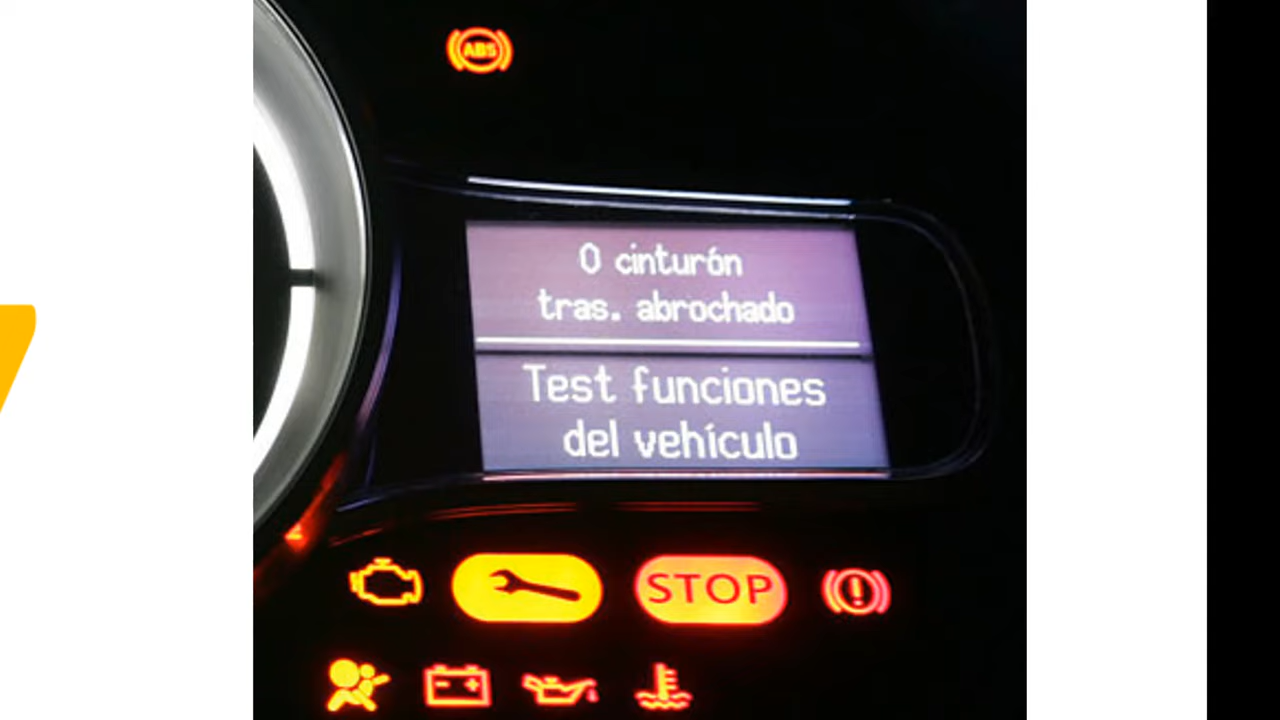 ABS
0 cinturón
tras. abrochado
Test funciones
del vehículo
STOP